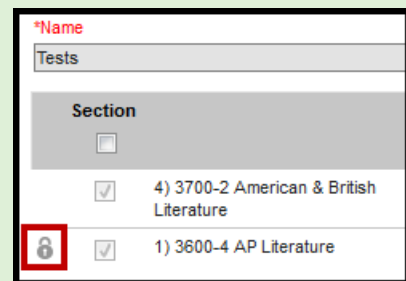 *Name
Tests
Section
4) 3700-2 American & British
Literature
1) 3600-4 AP Literature